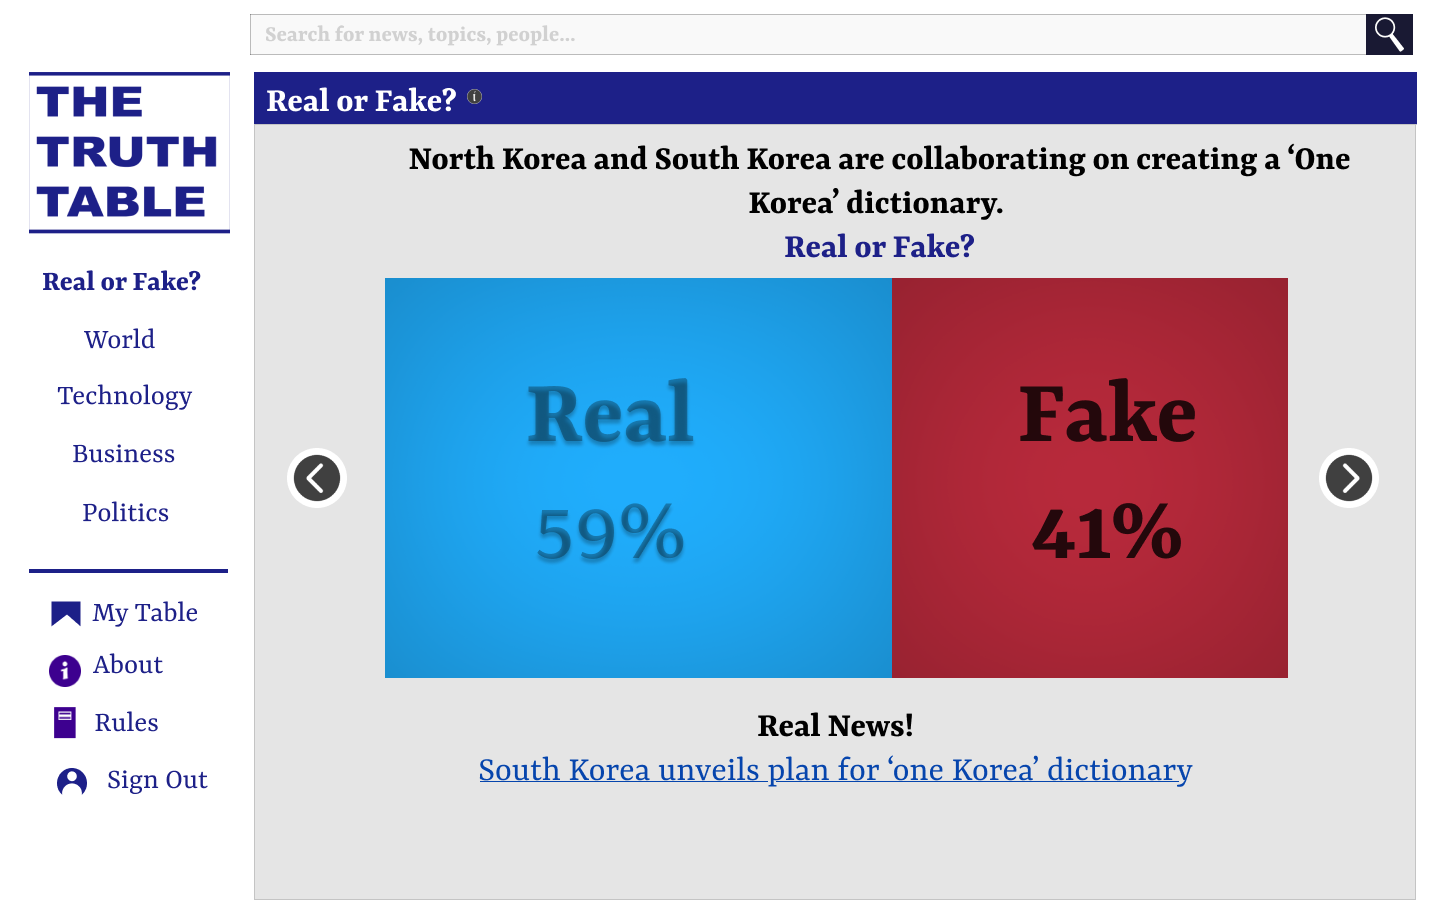 Search for news, topics, people...
THE
TRUTH
TABLE
Real or Fake?
World
Technology
Business
Politics
My Table
About
Rules
Sign Out
Real or Fake? i
North Korea and South Korea are collaborating on creating a ‘One
Korea’ dictionary.
Real or Fake?
Real
59%
Fake
41%
Real News!
South Korea unveils plan for ‘one Korea’ dictionary